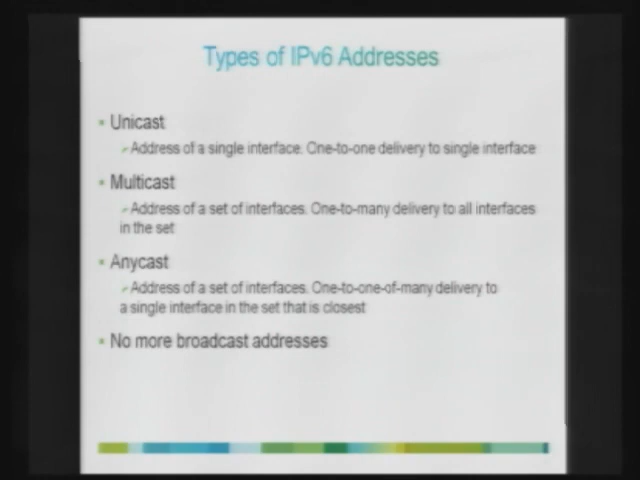 Types of IPv6 Addresses
Unicast
Address of a single interface. One-to-one delivery to single interface
Multicast
Address of a set of interfaces. One-to-many delivery to all interfaces
in the set
Anycast
Address of a set of interfaces. One-to-one-of-many delivery to
a single interface in the set that is closest
No more broadcast addresses